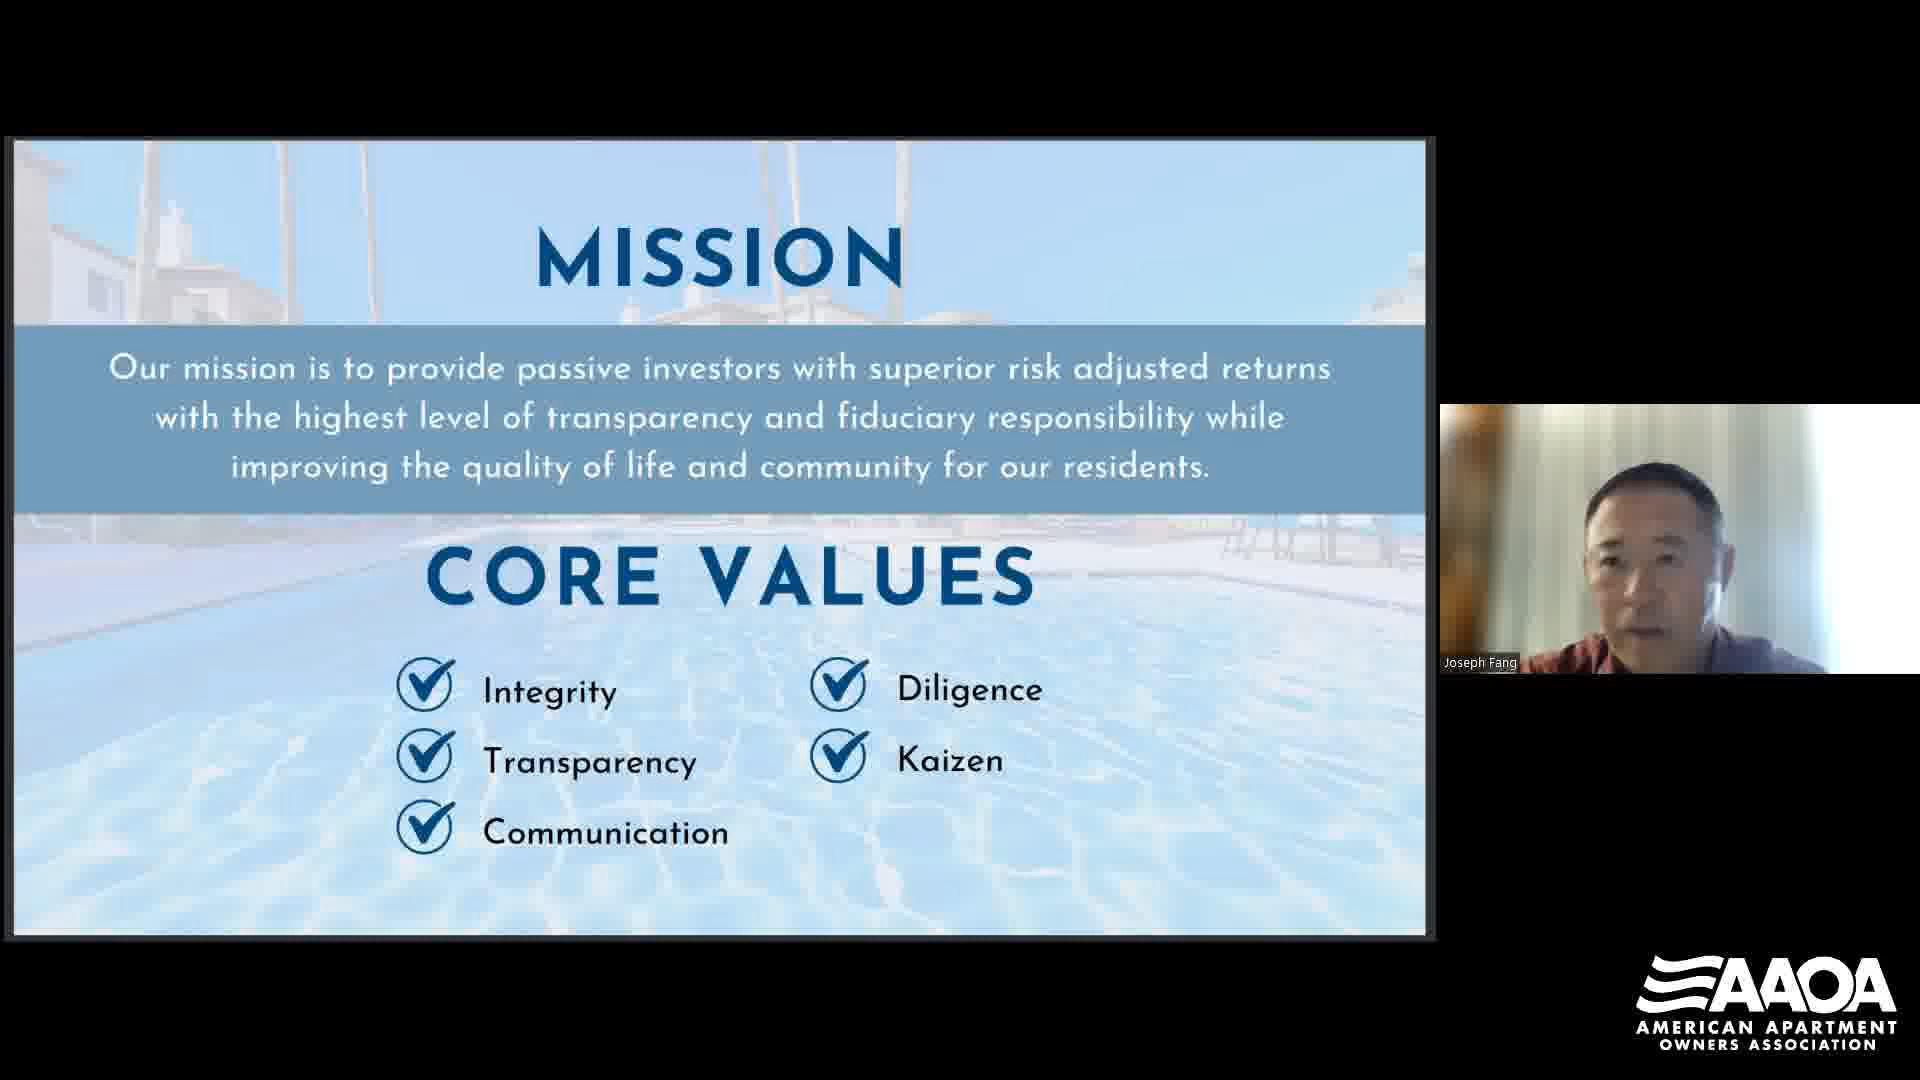 MISSION
Our mission is to provide passive investors with superior risk adjusted returns
with the highest level of transparency and fiduciary responsibility while
improving the quality of life and community for our residents.
CORE VALUES
Integrity
Transparency
Communication
Diligence
Kaizen
Joseph Fang
AAOA
AMERICAN APARTMENT
OWNERS ASSOCIATION